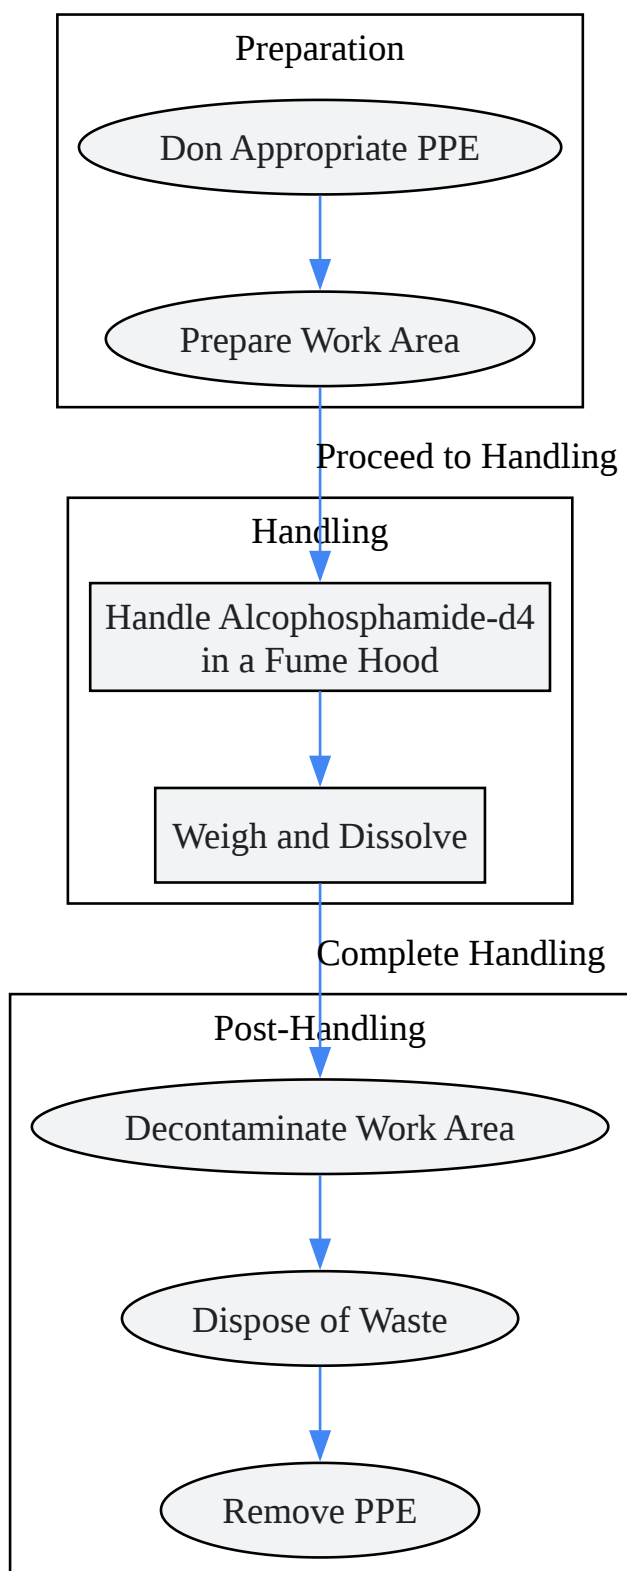 Preparation
Don Appropriate PPE
Prepare Work Area
Proceed to Handling
Handling
Handle Alcophosphamide-d4
in a Fume Hood
Weigh and Dissolve
Complete Handling
Post-Handling
Decontaminate Work Area
Dispose of Waste
Remove PPE